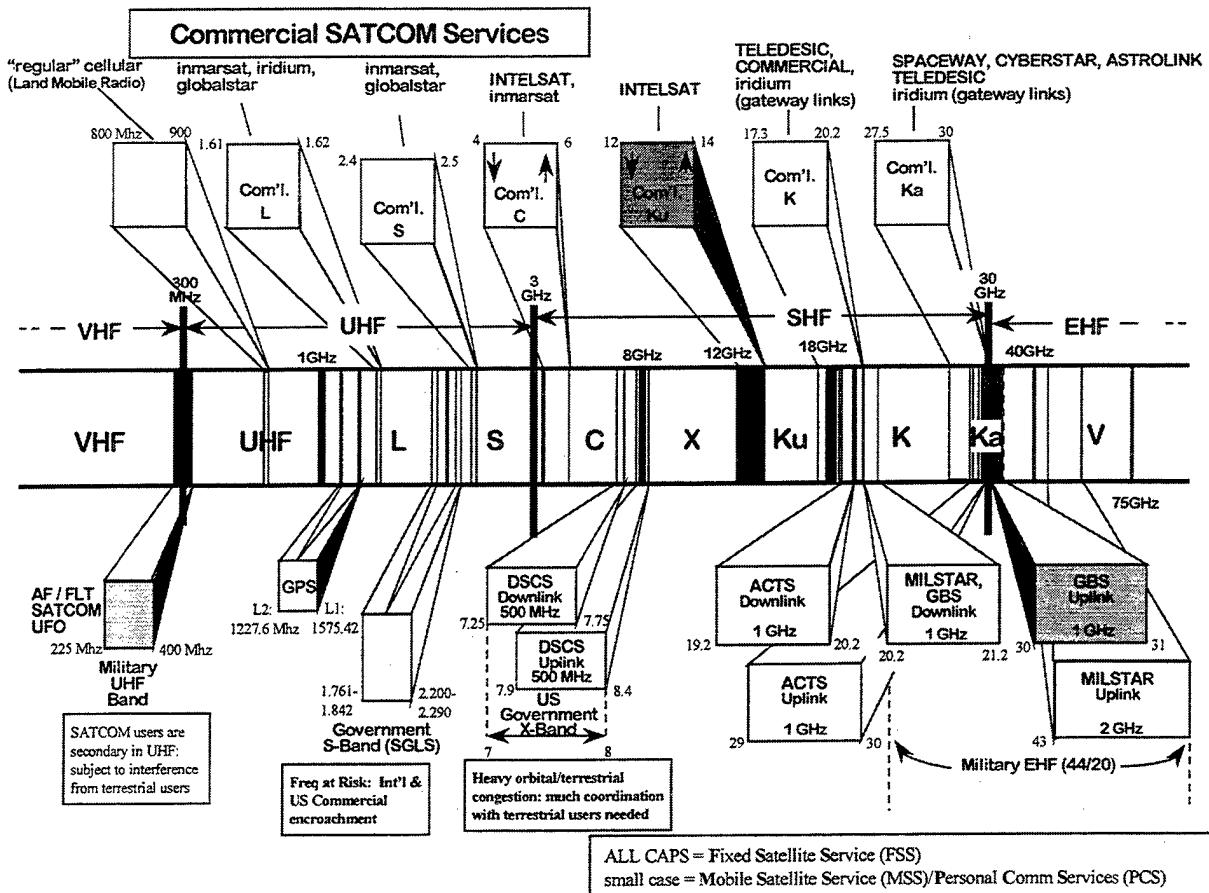 Commercial SATCOM Services
"regular" cellular
(Land Mobile Radio)
800 Mhz
900
inmarsat, iridium,
globalstar
1.61
1.62
Com'l.
L
inmarsat,
globalstar
2.4
2.5
Com'l.
S
INTELSAT,
inmarsat
4
6
Com'l.
C
INTELSAT
12
14
Com'l.
Ku
TELEDESIC,
COMMERCIAL,
iridium
(gateway links)
17.3
20.2
Com'l.
K
SPACEWAY, CYBERSTAR, ASTROLINK
TELEDESIC
iridium (gateway links)
27.5
30
Com'l.
Ka
300
MHz
3
GHz
30
GHz
VHF
UHF
SHF
EHF
1GHz
8GHz
12GHz
18GHz
40GHz
VHF
UHF
L
S
C
X
Ku
K
Ka
V
75GHz
AF / FLT
SATCOM
UFO
225 Mhz
400 Mhz
Military
UHF
Band
SATCOM users are
secondary in UHF:
subject to interference
from terrestrial users
GPS
L2:
1227.6 Mhz
L1:
1575.42
1.761-
1.842
2.200-
2.290
Government
S-Band (SGLS)
Freq at Risk: Int'l &
US Commercial
encroachment
DSCS
Downlink
500 MHz
7.25
7.75
DSCS
Uplink
500 MHz
7.9
8.4
US
Government
X-Band
7
8
Heavy orbital/terrestrial
congestion: much coordination
with terrestrial users needed
ACTS
Downlink
1 GHz
19.2
20.2
ACTS
Uplink
1 GHz
29
30
MILSTAR,
GBS
Downlink
1 GHz
20.2
21.2
GBS
Uplink
1 GHz
30
31
MILSTAR
Uplink
2 GHz
43
Military EHF (44/20)
ALL CAPS = Fixed Satellite Service (FSS)
small case = Mobile Satellite Service (MSS)/Personal Comm Services (PCS)